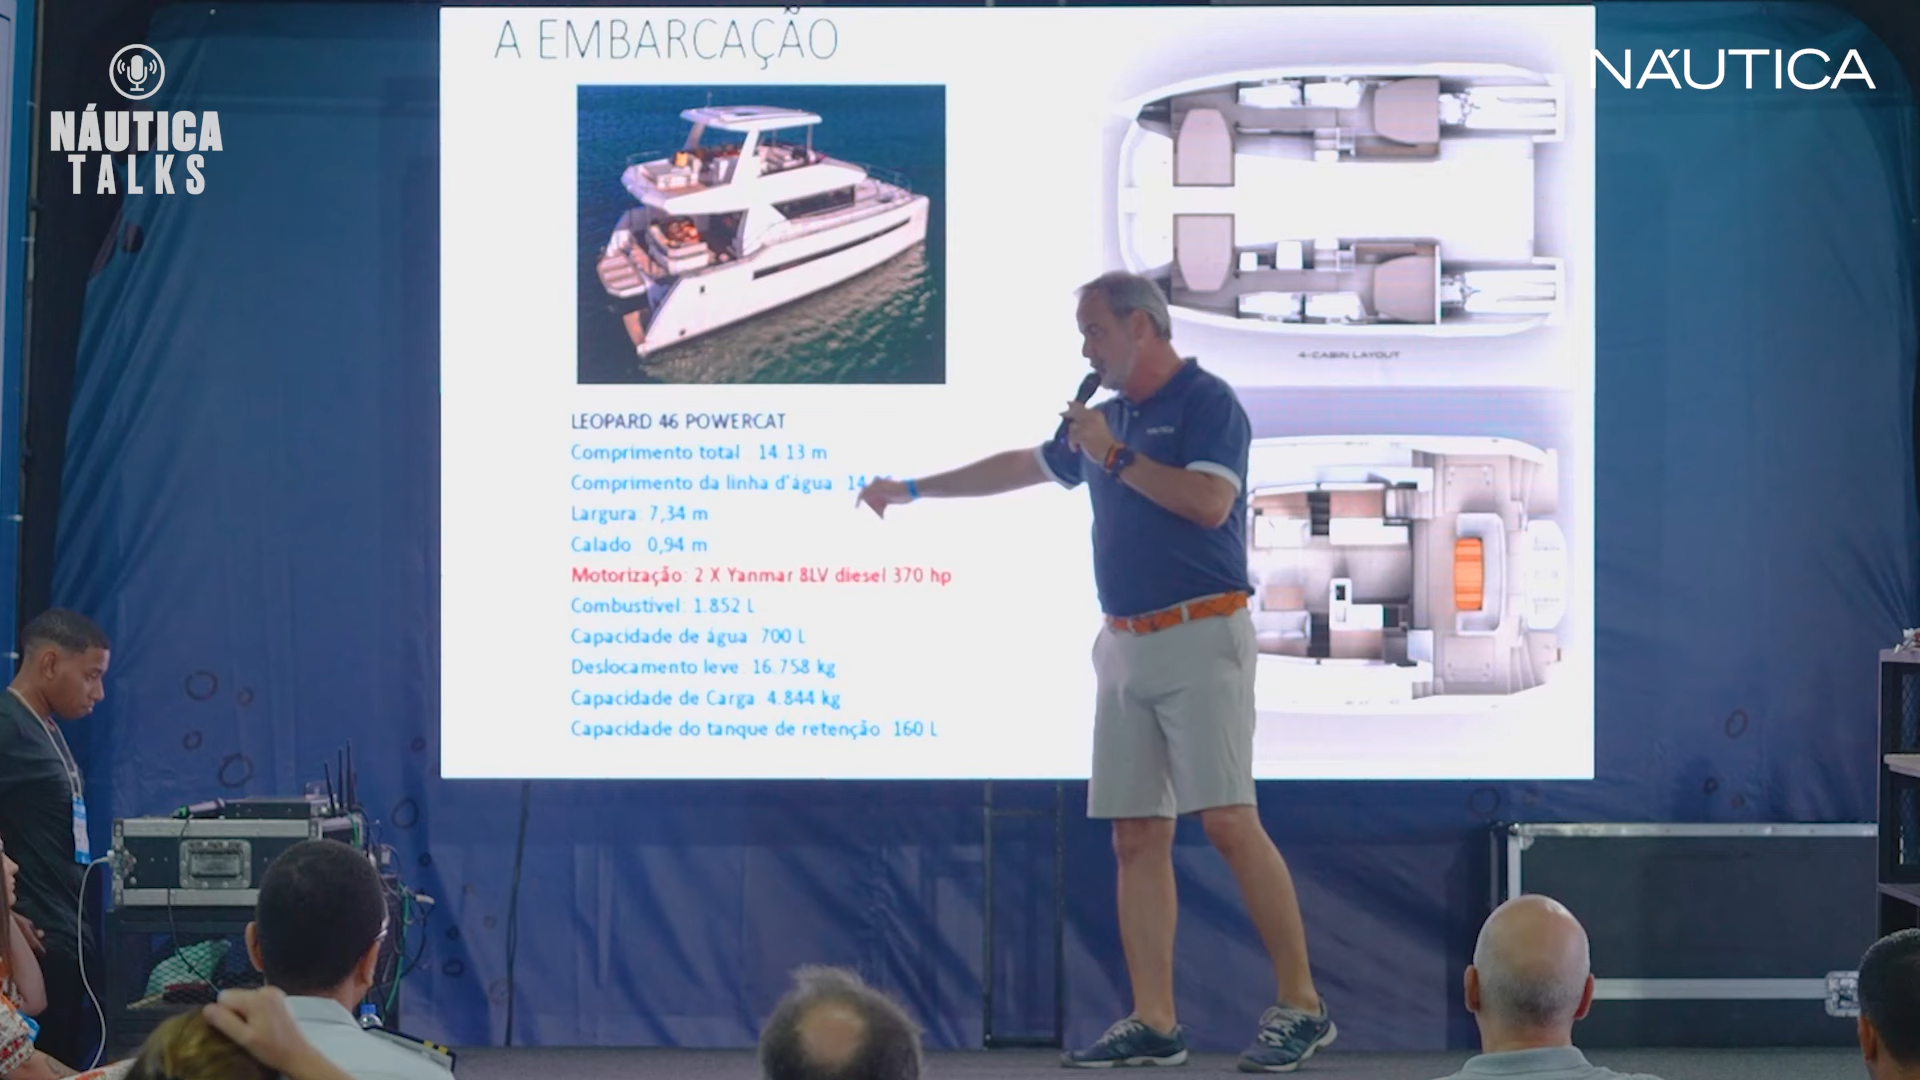 NÁUTICA
TALKS
NÁUTICA
A EMBARCAÇÃO
4-CABIN LAYOUT
LEOPARD 46 POWERCAT
Comprimento total 14.13 m
Comprimento da linha d'água 14
Largura: 7,34 m
Calado 0,94 m
Motorização: 2 X Yanmar 8LV diesel 370 hp
Combustível: 1.852 L
Capacidade de água 700 L
Deslocamento leve: 16.758 kg
Capacidade de Carga 4.844 kg
Capacidade do tanque de retenção 160 L
NÁUTICA